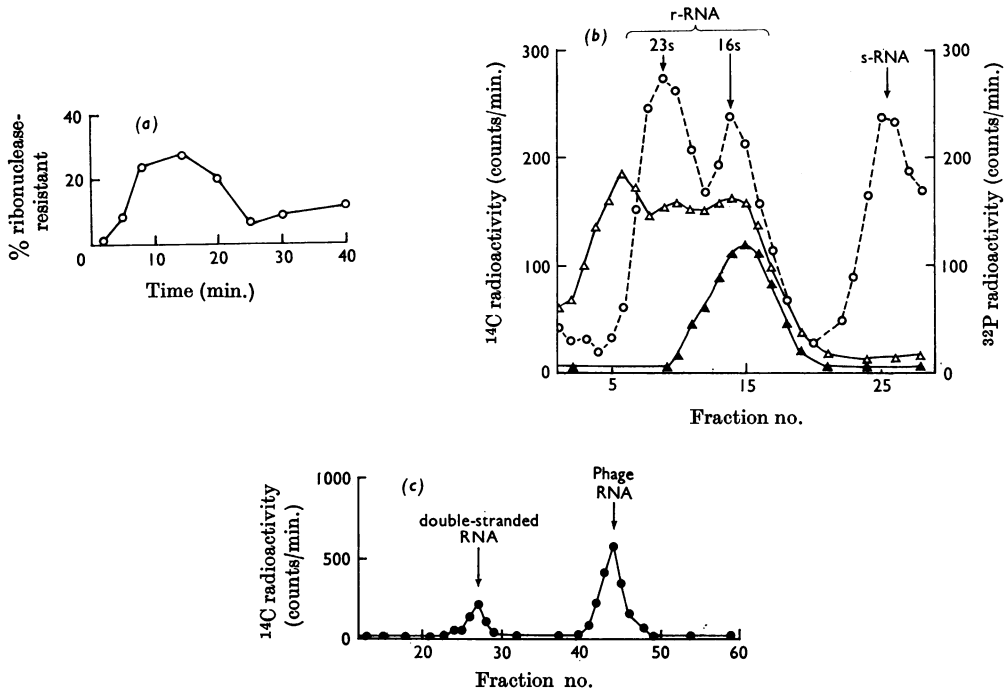 (a)
% ribonuclease-
resistant
40
20
0
10
20
30
40
Time (min.)
(b)
r-RNA
23s
16s
s-RNA
14C radioactivity (counts/min.)
300
200
100
0
32P radioactivity (counts/min.)
300
200
100
0
5
15
25
Fraction no.
(c)
14C radioactivity
(counts/min.)
1000
500
0
double-stranded
RNA
Phage
RNA
20
30
40
50
60
Fraction no.